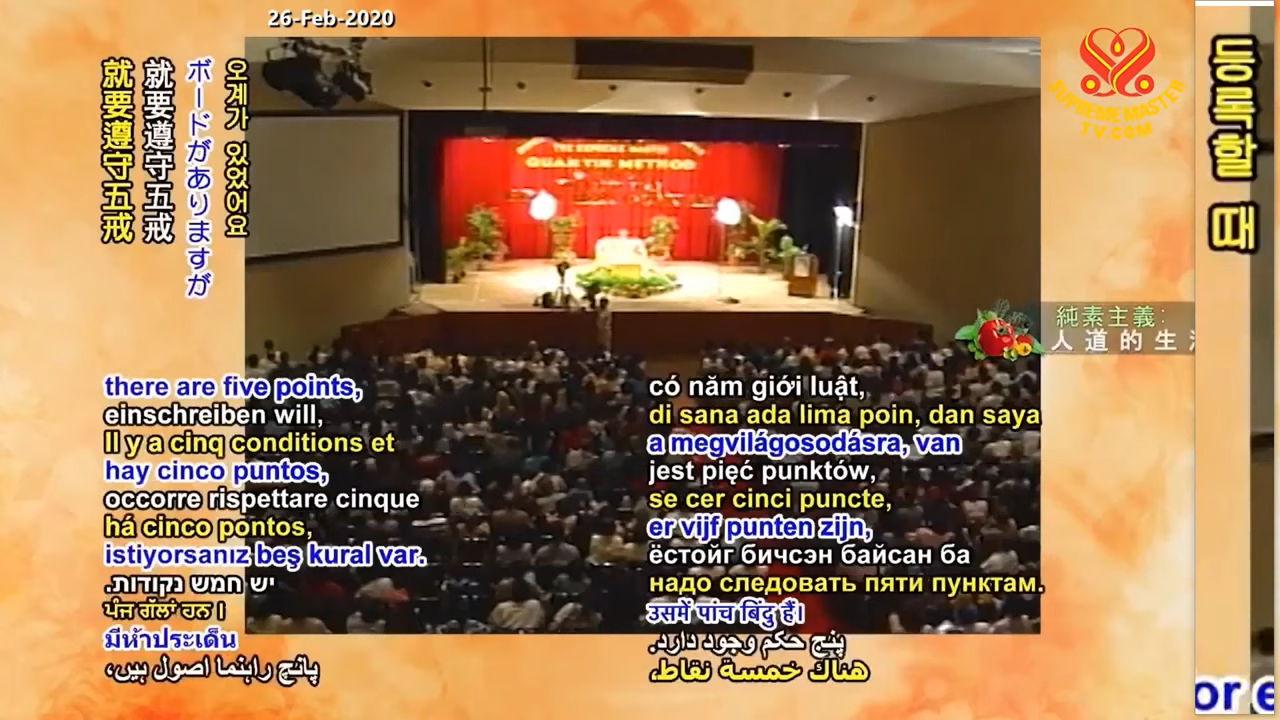 26-Feb-2020
오계가 있었어요
ボードがありますが
就要遵守五戒
就要遵守五戒
SUPREME MASTER
TV.COM
THE SUPREME MASTER
QUAN YIN METHOD
등록할 때
純素主義：
人道的生
there are five points,
einschreiben will,
Il y a cinq conditions et
hay cinco puntos,
occorre rispettare cinque
há cinco pontos,
istiyorsanız beş kural var.
יש חמש נקודות.
ਪੰਜ ਗੱਲਾਂ ਹਨ।
มีห้าประเด็น
پانچ راہنما اصول ہیں،
có năm giới luật,
di sana ada lima poin, dan saya
a megvilágosodásra, van
jest pięć punktów,
se cer cinci puncte,
er vijf punten zijn,
ёстойг бичсэн байсан ба
надо следовать пяти пунктам.
उसमें पांच बिंदु हैं।
پنج حکم وجود دارد.
هناك خمسة نقاط،
or e